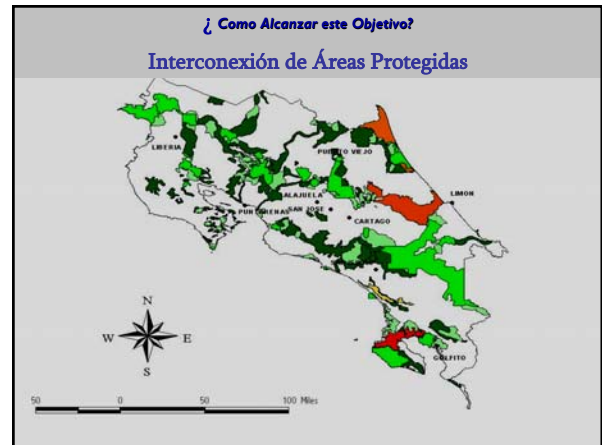 ¿ Como Alcanzar este Objetivo?
Interconexión de Áreas Protegidas
LIBERIA
PUERTO VIEJO
ALAJUELA
LIMON
PUNTARENAS
SAN JOSE
CARTAGO
GOLFITO
N
W E
S
50 0 50 100 Miles